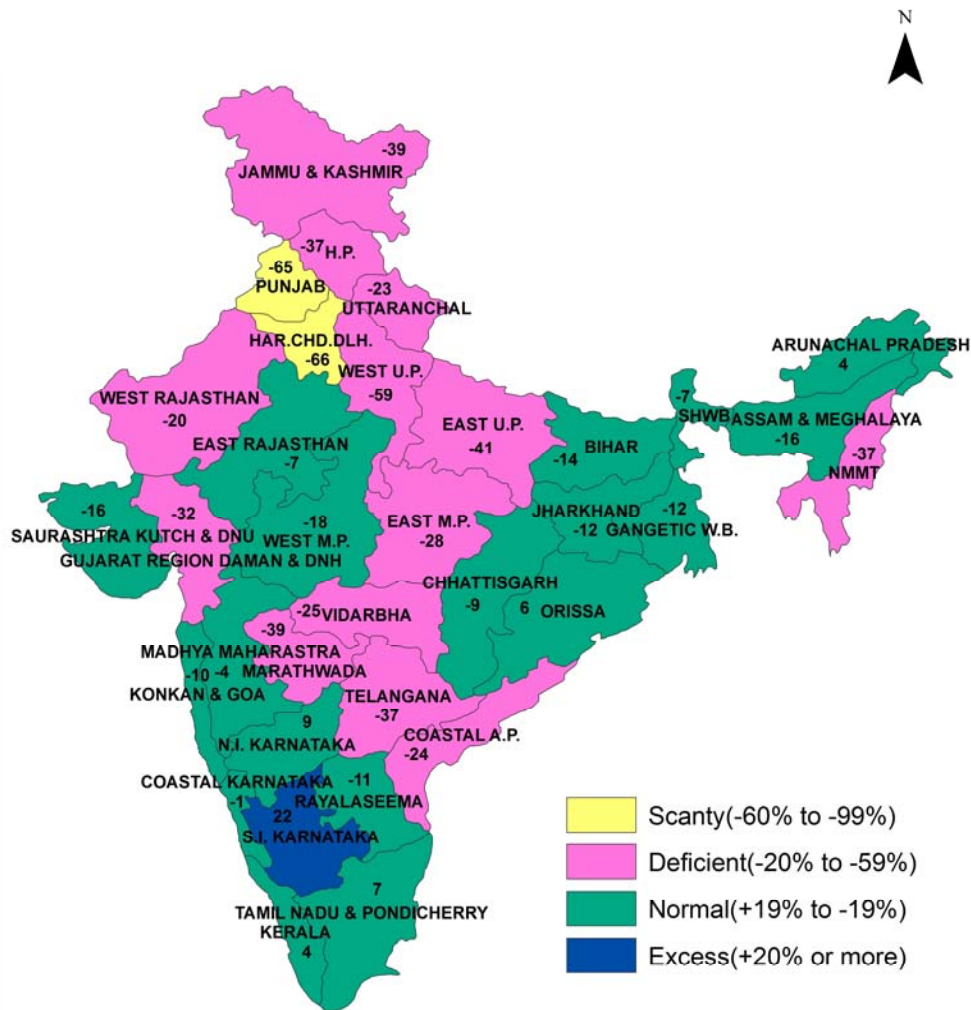 N
-39
JAMMU & KASHMIR
-37 H.P.
-65
PUNJAB
-23
UTTARANCHAL
HAR.CHD.DLH.
-66
WEST U.P.
-59
ARUNACHAL PRADESH
4
WEST RAJASTHAN
-20
EAST U.P.
-41
-7
SHWB
ASSAM & MEGHALAYA
-16
EAST RAJASTHAN
-7
BIHAR
-14
-37
NMMT
-16
SAURASHTRA KUTCH & DNU
-32
GUJARAT REGION DAMAN & DNH
-18
WEST M.P.
EAST M.P.
-28
JHARKHAND
-12
-12
GANGETIC W.B.
CHHATTISGARH
-9
6 ORISSA
-25 VIDARBHA
-39
MADHYA MAHARASTRA
-4
MARATHWADA
-10
KONKAN & GOA
TELANGANA
-37
9
N.I. KARNATAKA
COASTAL A.P.
-24
COASTAL KARNATAKA
-1
-11
RAYALASEEMA
22
S.I. KARNATAKA
7
TAMIL NADU & PONDICHERRY
KERALA
4
Scanty(-60% to -99%)
Deficient(-20% to -59%)
Normal(+19% to -19%)
Excess(+20% or more)